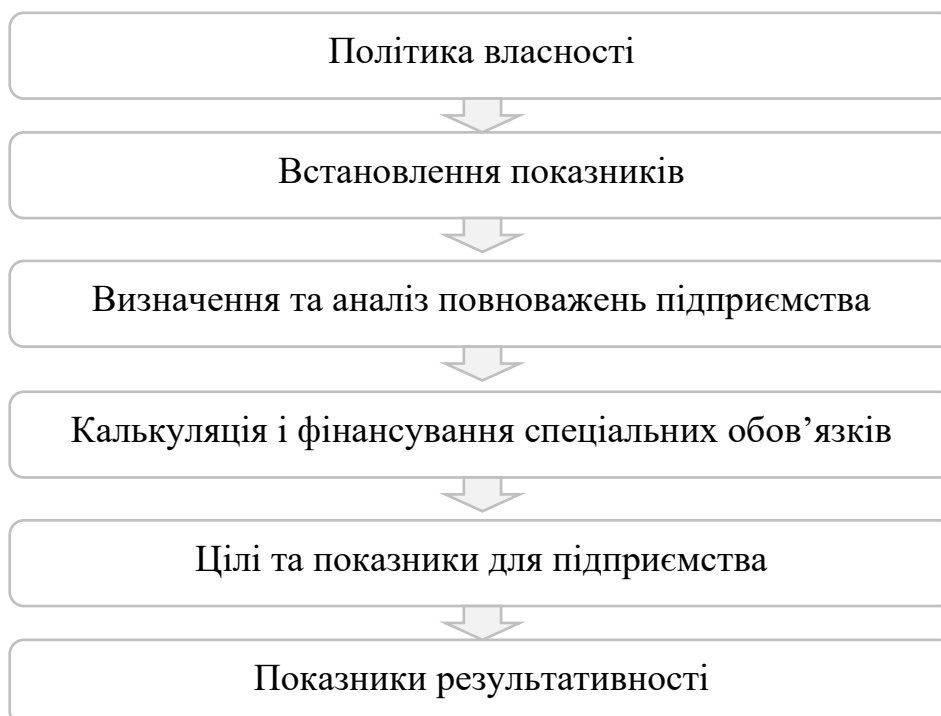 Політика власності
Встановлення показників
Визначення та аналіз повноважень підприємства
Калькуляція і фінансування спеціальних обов’язків
Цілі та показники для підприємства
Показники результативності